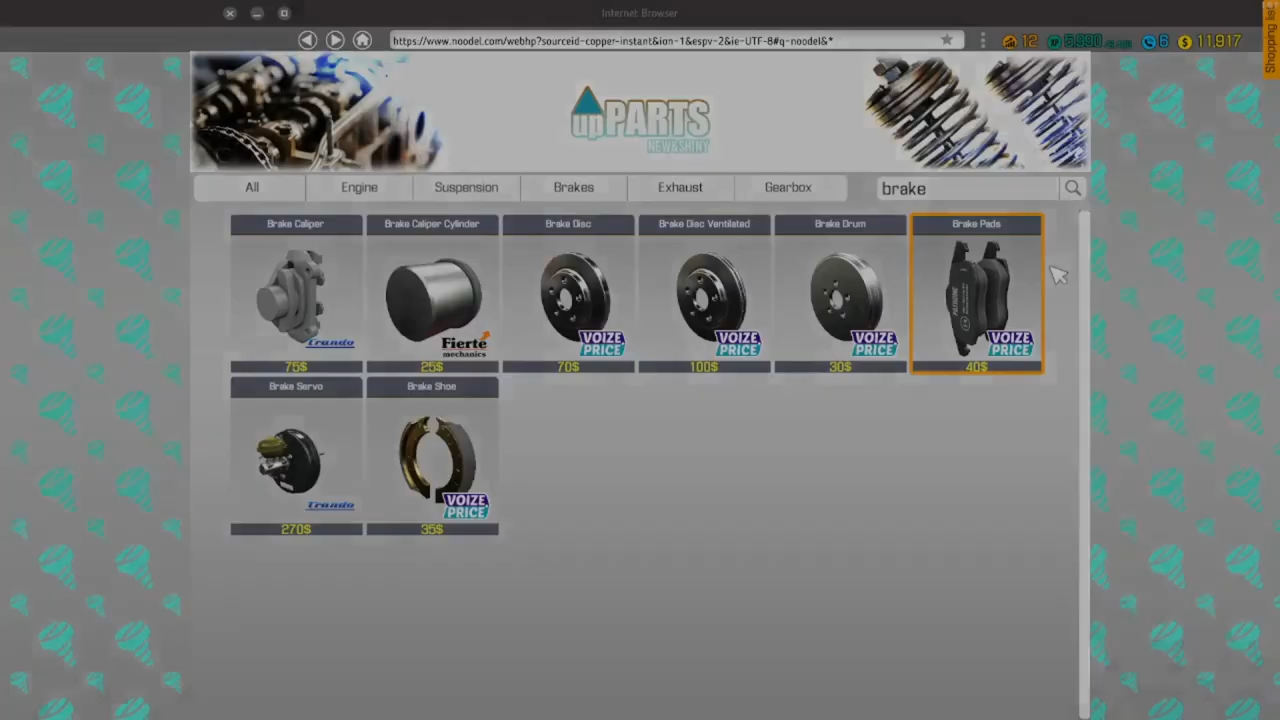 Internet Browser
https://www.noodel.com/webhp?sourceid-copper-instant&ion-1&espv-2&ie-UTF-8#q-noodel&*
12
6
11,917
Shopping list
upPARTS
NEW&SHINY
All
Engine
Suspension
Brakes
Exhaust
Gearbox
brake
Brake Caliper
Brake Caliper Cylinder
Brake Disc
Brake Disc Ventilated
Brake Drum
Brake Pads
Trando
Fierte
mechanics
VOIZE
PRICE
VOIZE
PRICE
VOIZE
PRICE
VOIZE
PRICE
75$
25$
70$
100$
30$
40$
Brake Servo
Brake Shoe
Trando
VOIZE
PRICE
270$
35$